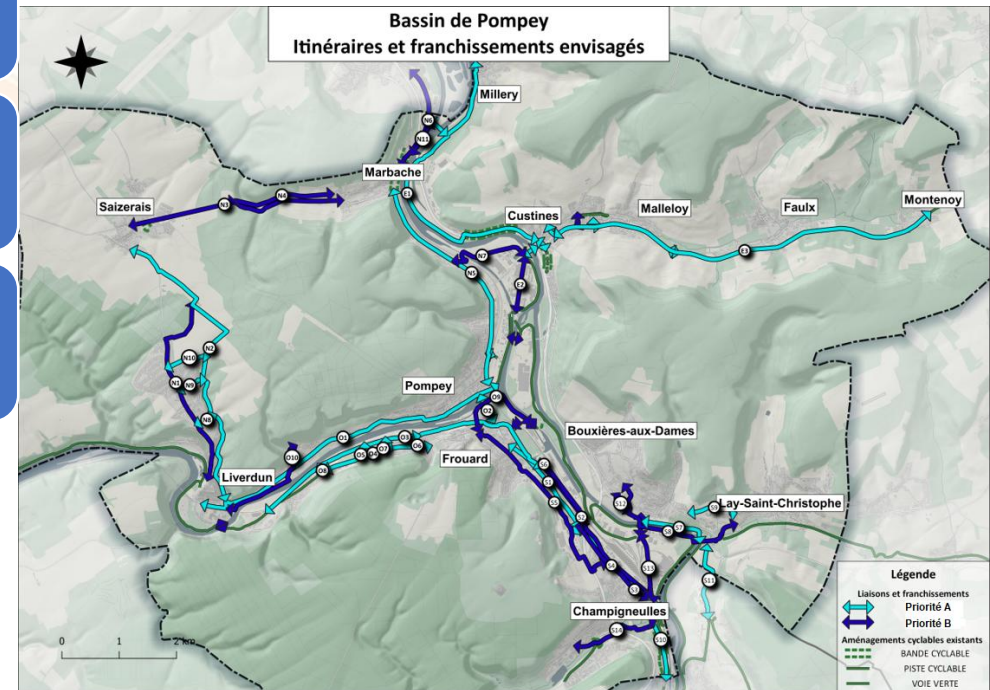 Bassin de Pompey
Itinéraires et franchissements envisagés
Millery
N6
N11
Marbache
E1
Saizerais
N3
N4
Custines
Malleloy
Faulx
Montenoy
N7
N5
E2
E3
N2
N10
N1
N9
N8
Pompey
O9
O2
Bouxières-aux-Dames
O1
O3
O6
O7
O4
O5
O8
O10
Frouard
Liverdun
S6
S1
S5
S2
S12
S9
Lay-Saint-Christophe
S7
S8
S4
S13
S3
S11
Champigneulles
S14
S10
0 1 2 km
Légende
Liaisons et franchissements
Priorité A
Priorité B
Aménagements cyclables existants
BANDE CYCLABLE
PISTE CYCLABLE
VOIE VERTE